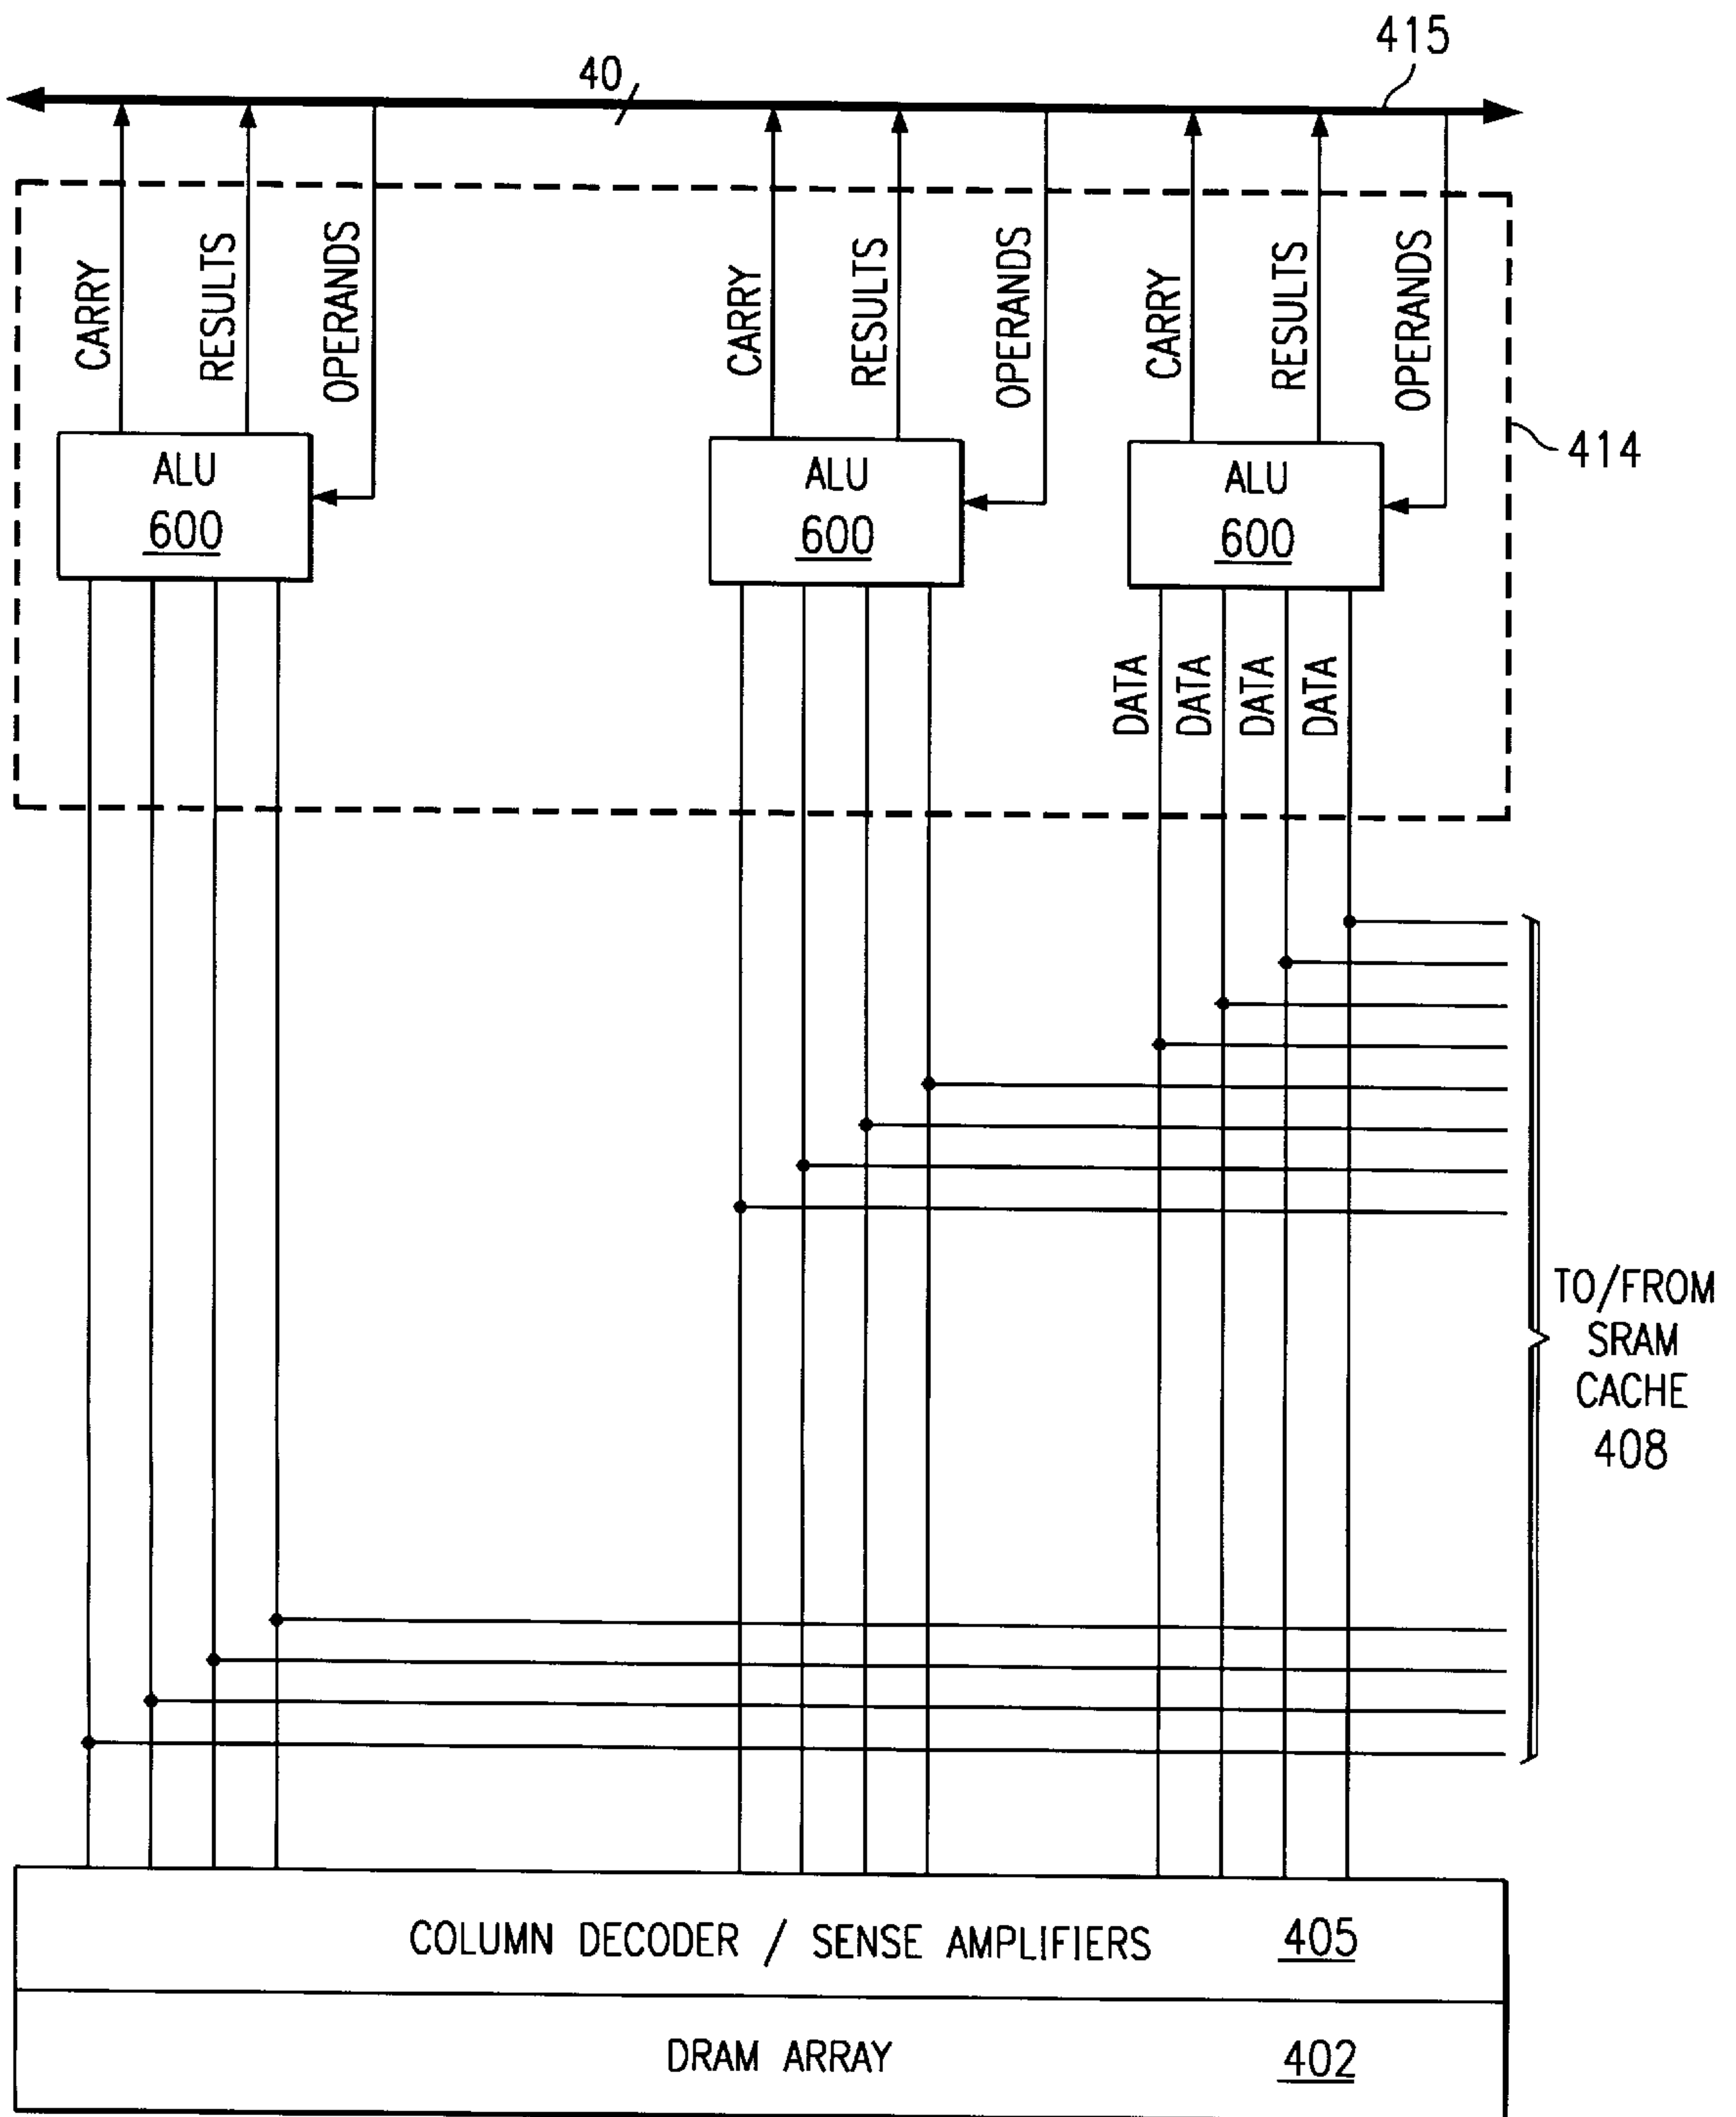 415
40
CARRY
RESULTS
OPERANDS
CARRY
RESULTS
OPERANDS
CARRY
RESULTS
OPERANDS
414
ALU
600
ALU
600
ALU
600
DATA
DATA
DATA
DATA
TO/FROM
SRAM
CACHE
408
COLUMN DECODER / SENSE AMPLIFIERS 405
DRAM ARRAY 402